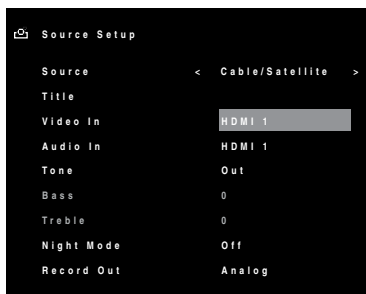 Source Setup
Source < Cable/Satellite >
Title
Video In HDMI 1
Audio In HDMI 1
Tone Out
Bass 0
Treble 0
Night Mode Off
Record Out Analog